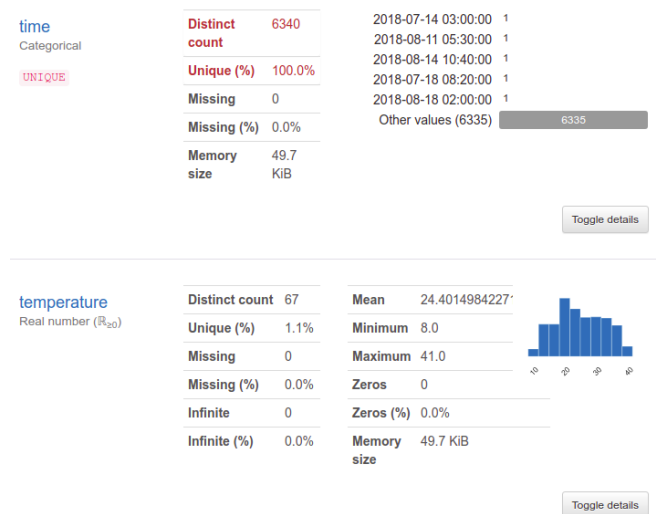 time
Categorical
UNIQUE
Distinct count 6340
Unique (%) 100.0%
Missing 0
Missing (%) 0.0%
Memory size 49.7 KiB
2018-07-14 03:00:00 1
2018-08-11 05:30:00 1
2018-08-14 10:40:00 1
2018-07-18 08:20:00 1
2018-08-18 02:00:00 1
Other values (6335) 6335
Toggle details
temperature
Real number (ℝ≥0)
Distinct count 67
Unique (%) 1.1%
Missing 0
Missing (%) 0.0%
Infinite 0
Infinite (%) 0.0%
Mean 24.4014984227
Minimum 8.0
Maximum 41.0
Zeros 0
Zeros (%) 0.0%
Memory size 49.7 KiB
10 20 30 40
Toggle details